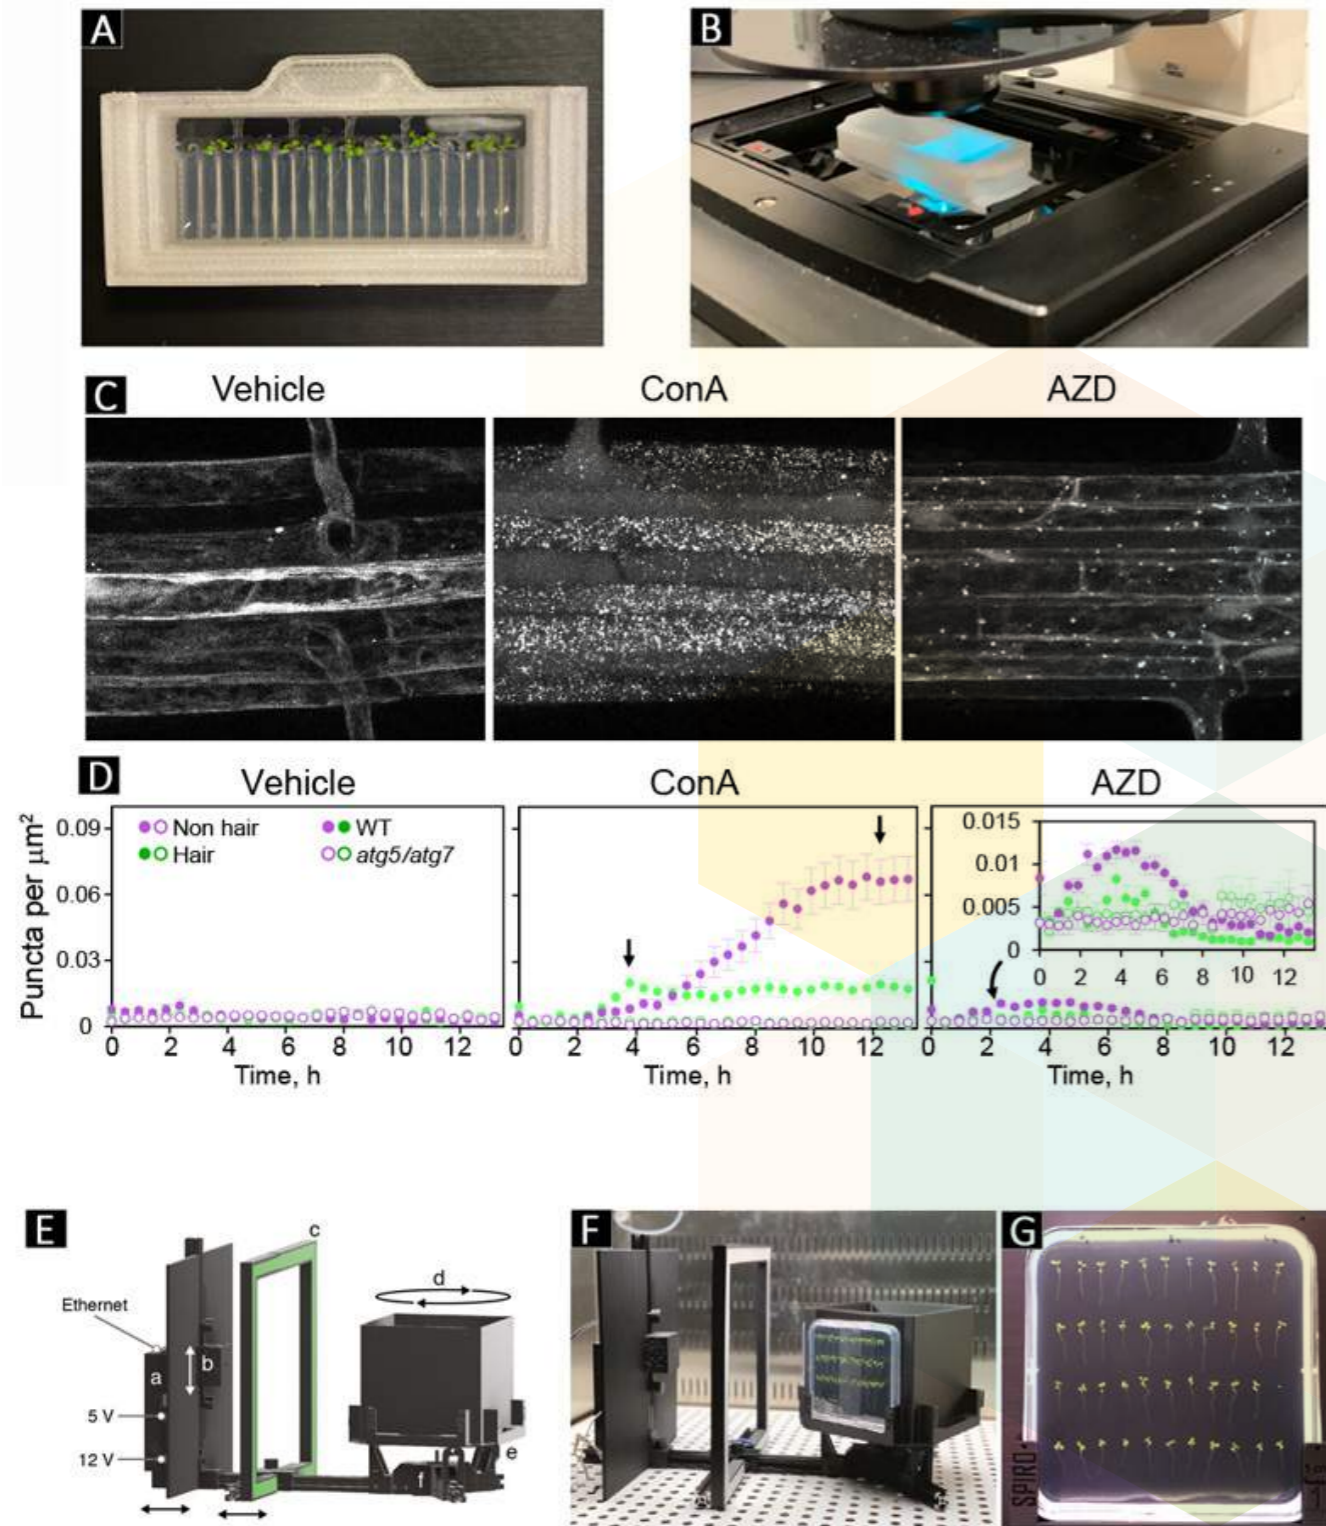 A
B
C
Vehicle
ConA
AZD
D
Vehicle
ConA
AZD
Puncta per μm²
0.09
0.06
0.03
0
Non hair
WT
Hair
atg5/atg7
0 2 4 6 8 10 12
Time, h
0 2 4 6 8 10 12
Time, h
0.015
0.01
0.005
0
0 2 4 6 8 10 12
0 2 4 6 8 10 12
Time, h
E
c
d
Ethernet
a
b
5 V
12 V
e
f
F
G
SPIRO
1 cm